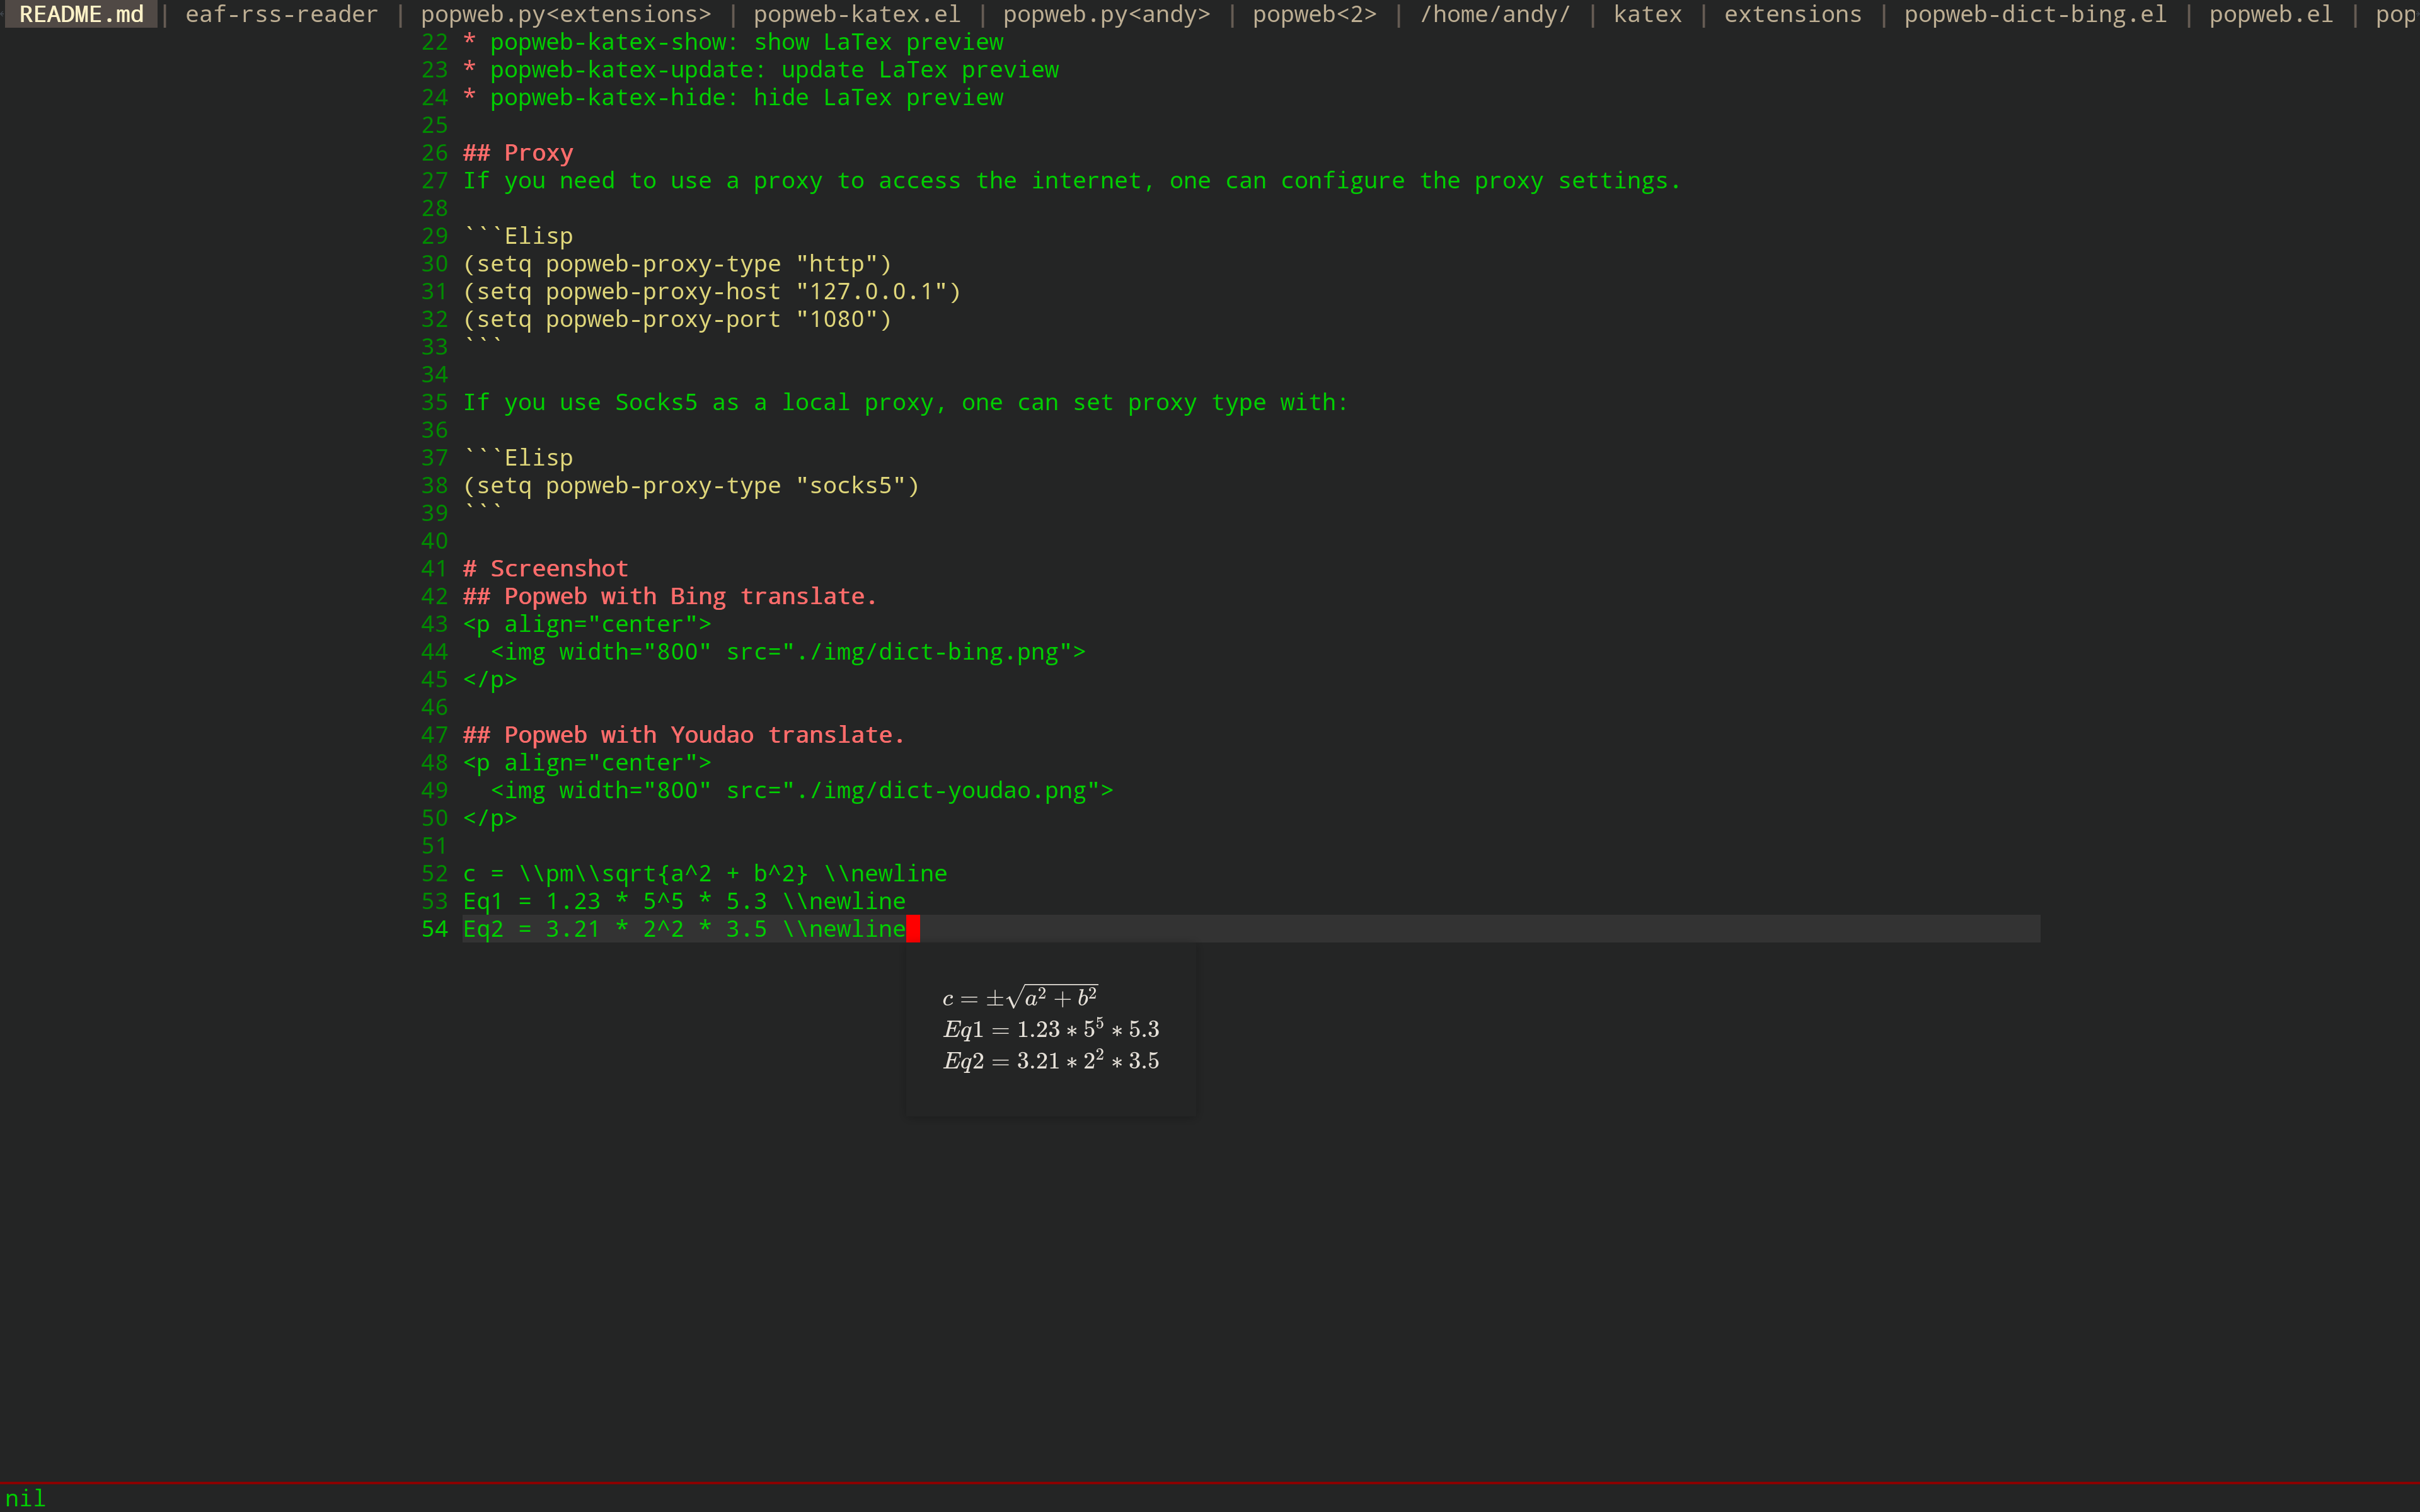 README.md | eaf-rss-reader | popweb.py<extensions> | popweb-katex.el | popweb.py<andy> | popweb<2> | /home/andy/ | katex | extensions | popweb-dict-bing.el | popweb.el | pop
22 * popweb-katex-show: show LaTex preview
23 * popweb-katex-update: update LaTex preview
24 * popweb-katex-hide: hide LaTex preview
25
26 ## Proxy
27 If you need to use a proxy to access the internet, one can configure the proxy settings.
28
29 ```Elisp
30 (setq popweb-proxy-type "http")
31 (setq popweb-proxy-host "127.0.0.1")
32 (setq popweb-proxy-port "1080")
33 ```
34
35 If you use Socks5 as a local proxy, one can set proxy type with:
36
37 ```Elisp
38 (setq popweb-proxy-type "socks5")
39 ```
40
41 # Screenshot
42 ## Popweb with Bing translate.
43 <p align="center">
44   <img width="800" src="./img/dict-bing.png">
45 </p>
46
47 ## Popweb with Youdao translate.
48 <p align="center">
49   <img width="800" src="./img/dict-youdao.png">
50 </p>
51
52 c = \\pm\\sqrt{a^2 + b^2} \\newline
53 Eq1 = 1.23 * 5^5 * 5.3 \\newline
54 Eq2 = 3.21 * 2^2 * 3.5 \\newline
c = ±√(a² + b²)
Eq1 = 1.23 * 5⁵ * 5.3
Eq2 = 3.21 * 2² * 3.5
nil